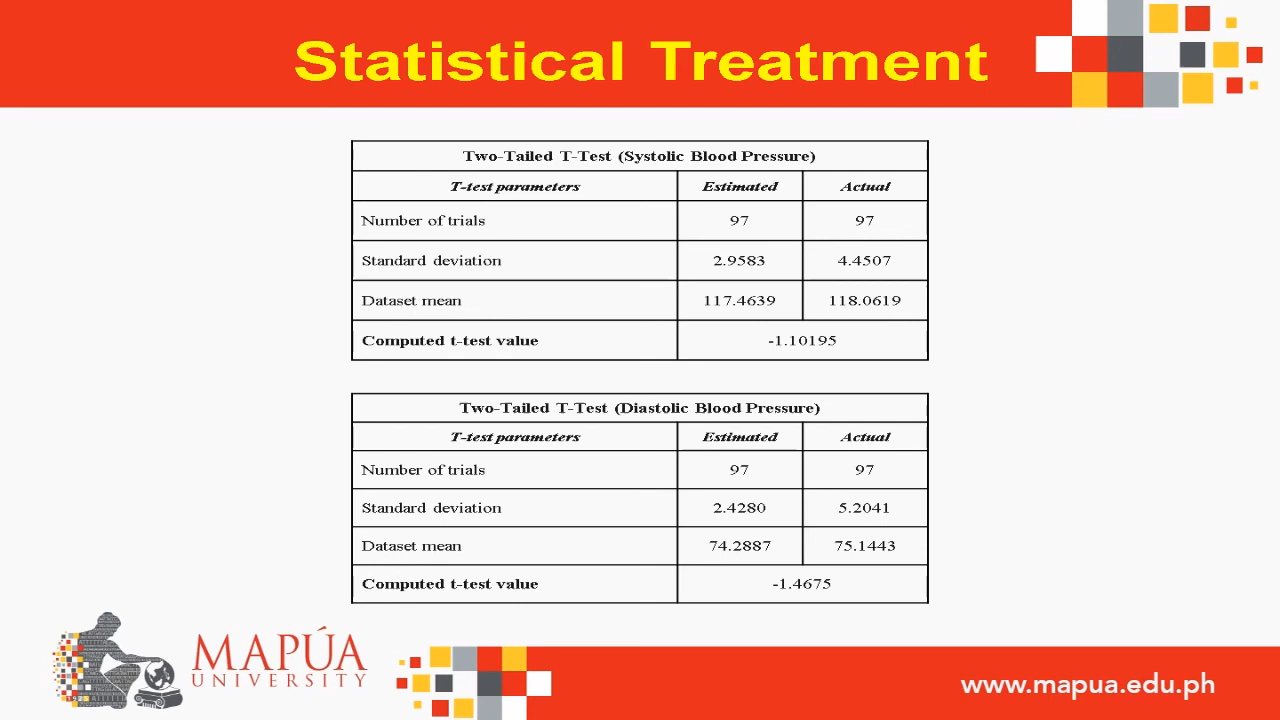 Statistical Treatment
Two-Tailed T-Test (Systolic Blood Pressure)
T-test parameters Estimated Actual
Number of trials 97 97
Standard deviation 2.9583 4.4507
Dataset mean 117.4639 118.0619
Computed t-test value -1.10195
Two-Tailed T-Test (Diastolic Blood Pressure)
T-test parameters Estimated Actual
Number of trials 97 97
Standard deviation 2.4280 5.2041
Dataset mean 74.2887 75.1443
Computed t-test value -1.4675
MAPÚA
UNIVERSITY
www.mapua.edu.ph